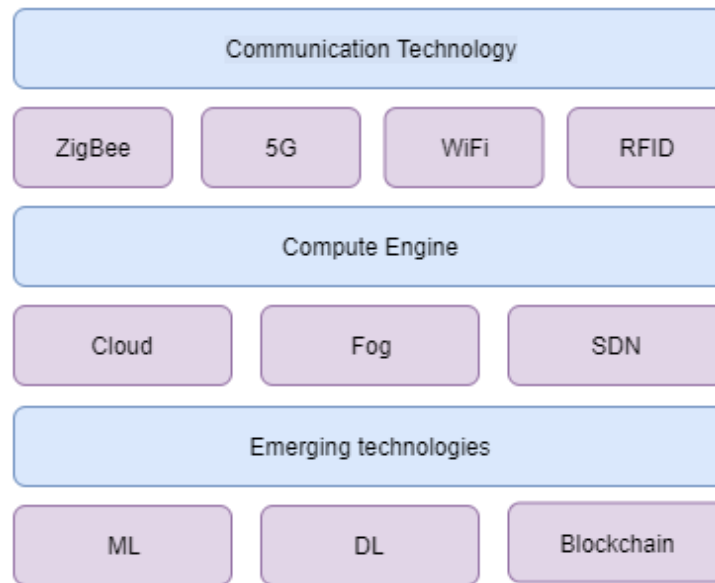 Communication Technology
ZigBee
5G
WiFi
RFID
Compute Engine
Cloud
Fog
SDN
Emerging technologies
ML
DL
Blockchain